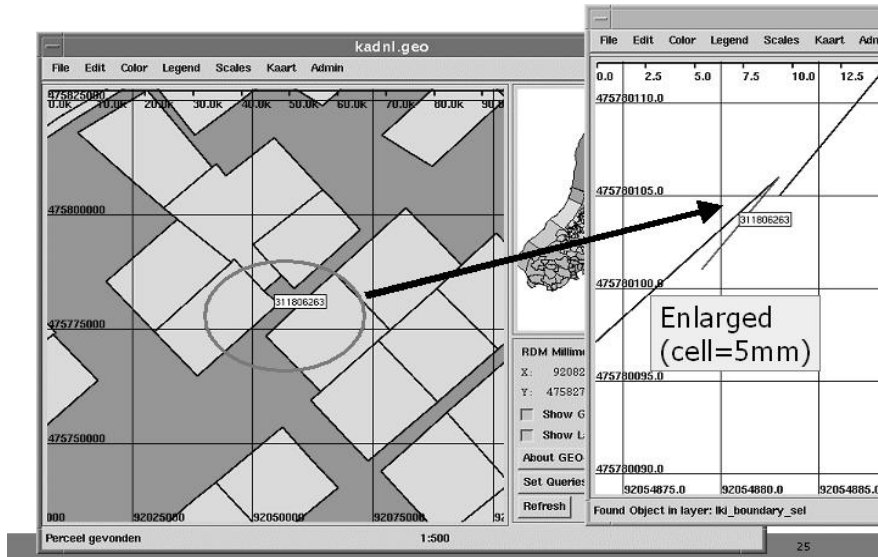 kadnl.geo
File Edit Color Legend Scales Kaart Admin
475825000
0.0K 10.0K 20.0K 30.0K 40.0K 50.0K 60.0K 70.0K 80.0K 90.0
475800000
311806263
475775000
475750000
000 92025000 92050000 92075000 92
RDM Millim
X: 92082
Y: 475827
Show G
Show L
About GEO
Set Queries
Refresh
Perceel gevonden 1:500
File Edit Color Legend Scales Kaart Adm
0.0 2.5 5.0 7.5 10.0 12.5
475780110.0
475780105.0
311806263
475780100.0
Enlarged
(cell=5mm)
475780095.0
475780090.0
92054875.0 92054880.0 92054885.0
Found Object in layer: lki_boundary_sel
25